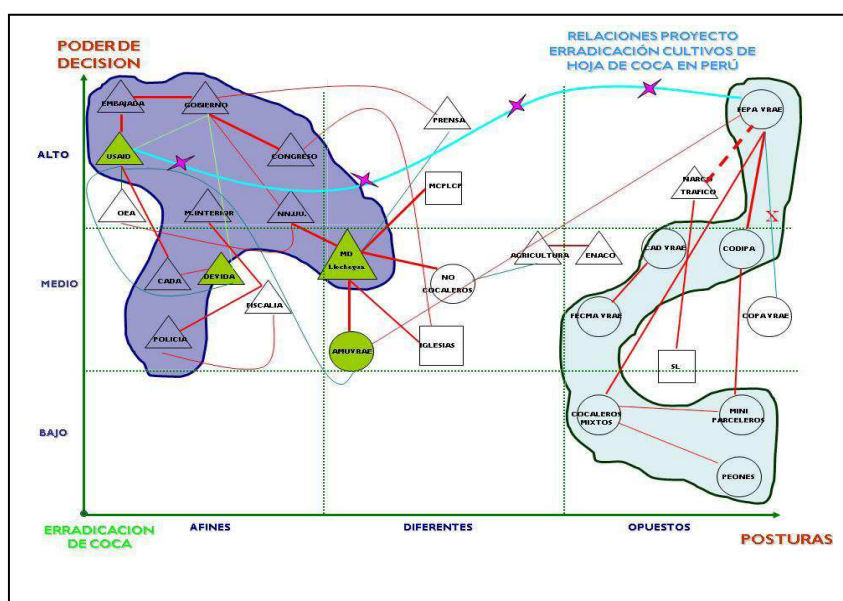 PODER DE
DECISION
RELACIONES PROYECTO
ERRADICACIÓN CULTIVOS DE
HOJA DE COCA EN PERÚ
EMBAJADA
GOBIERNO
PRENSA
FEPA VRAE
ALTO
USAID
CONGRESO
MCPLCP
NARCO
TRAFICO
OEA
M.INTERIOR
NN.JJU.
X
MD
Llochegua
AGRICULTURA
ENACO
CAD VRAE
CODIPA
MEDIO
CADA
DEVIDA
NO
COCALEROS
FISCALIA
FECMA VRAE
COPA VRAE
POLICIA
AMUVRAE
IGLESIAS
SL
BAJO
COCALEROS
MIXTOS
MINI
PARCELEROS
PEONES
ERRADICACION
DE COCA
AFINES
DIFERENTES
OPUESTOS
POSTURAS